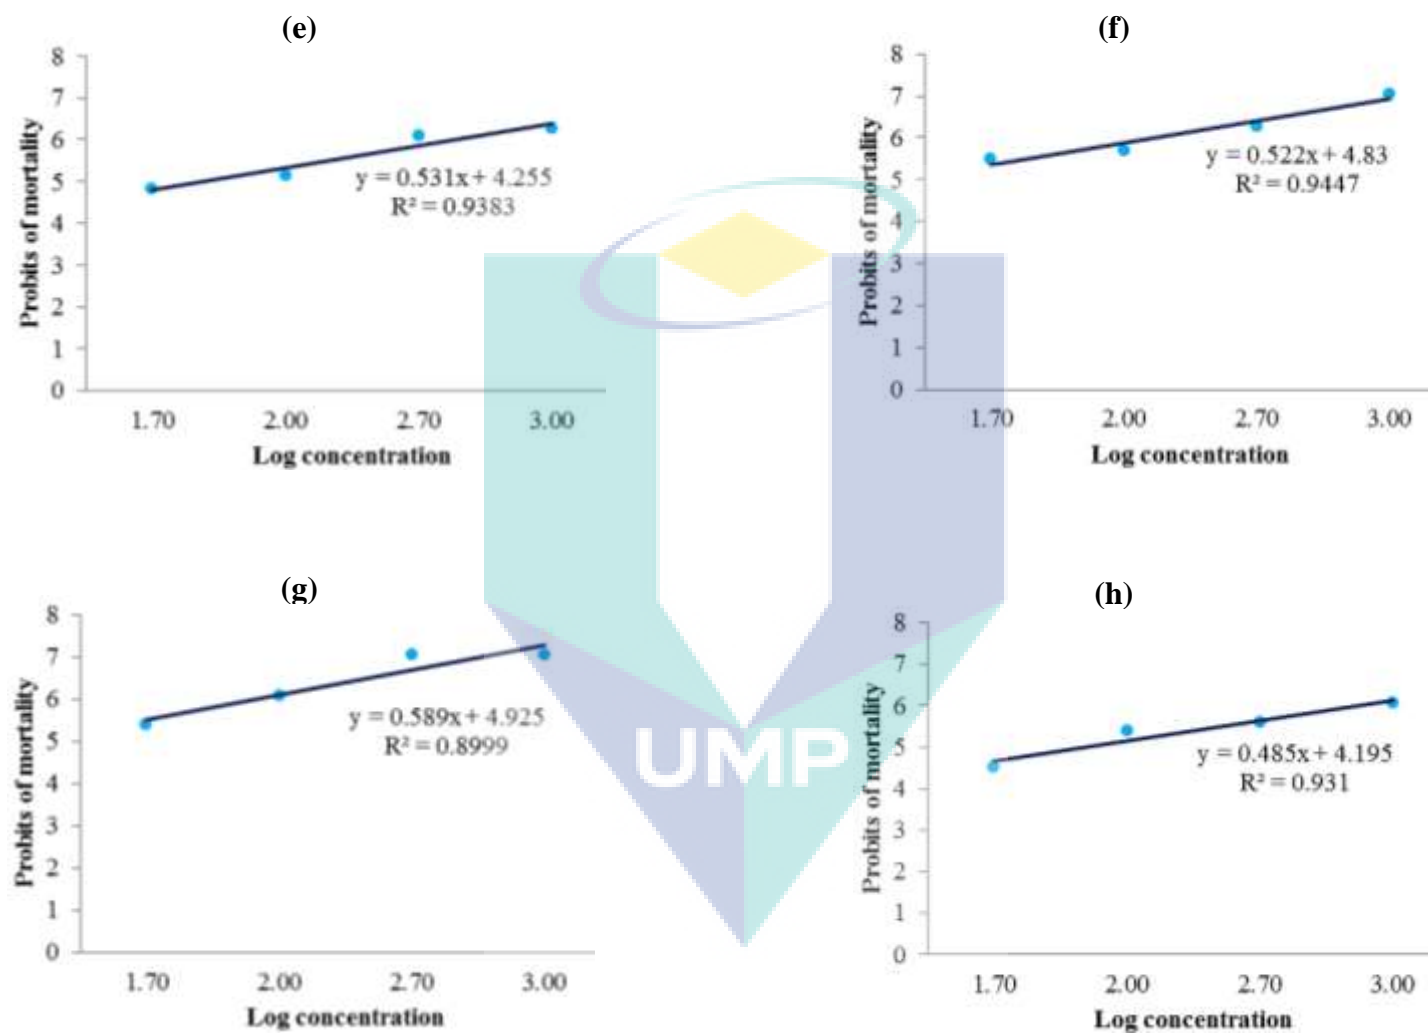 (e)
8
7
6
5
4
3
2
1
0
Probits of mortality
y = 0.531x + 4.255
R² = 0.9383
1.70 2.00 2.70 3.00
Log concentration
(f)
8
7
6
5
4
3
2
1
0
Probits of mortality
y = 0.522x + 4.83
R² = 0.9447
1.70 2.00 2.70 3.00
Log concentration
(g)
8
7
6
5
4
3
2
1
0
Probits of mortality
y = 0.589x + 4.925
R² = 0.8999
1.70 2.00 2.70 3.00
Log concentration
UMP
(h)
8
7
6
5
4
3
2
1
0
Probits of mortality
y = 0.485x + 4.195
R² = 0.931
1.70 2.00 2.70 3.00
Log concentration